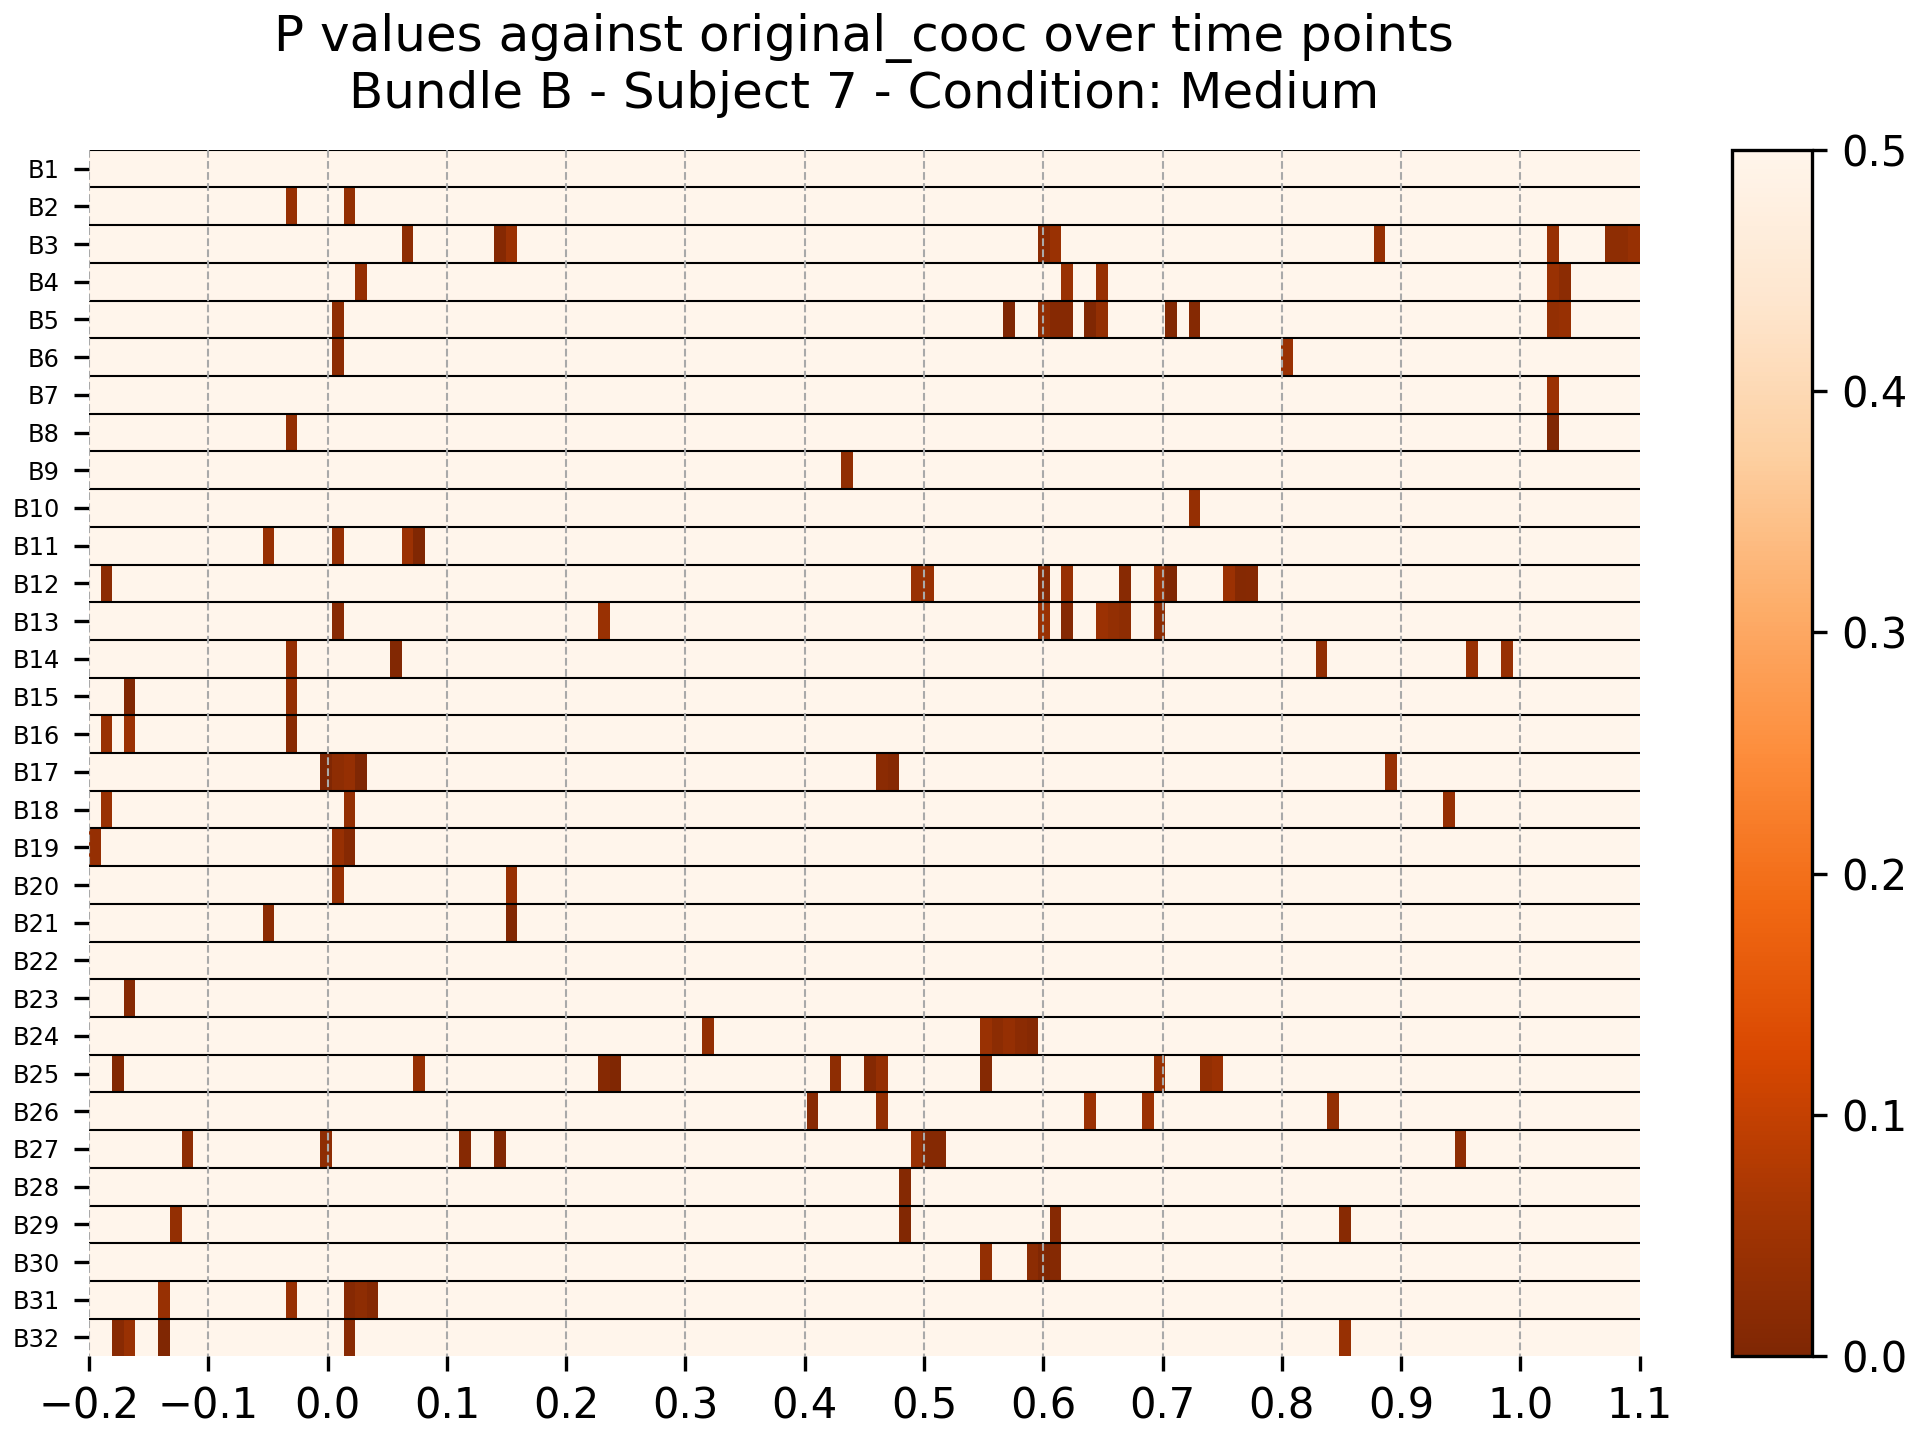 P values against original_cooc over time points
Bundle B - Subject 7 - Condition: Medium
B1
B2
B3
B4
B5
B6
B7
B8
B9
B10
B11
B12
B13
B14
B15
B16
B17
B18
B19
B20
B21
B22
B23
B24
B25
B26
B27
B28
B29
B30
B31
B32
−0.2 −0.1 0.0 0.1 0.2 0.3 0.4 0.5 0.6 0.7 0.8 0.9 1.0 1.1
0.5
0.4
0.3
0.2
0.1
0.0